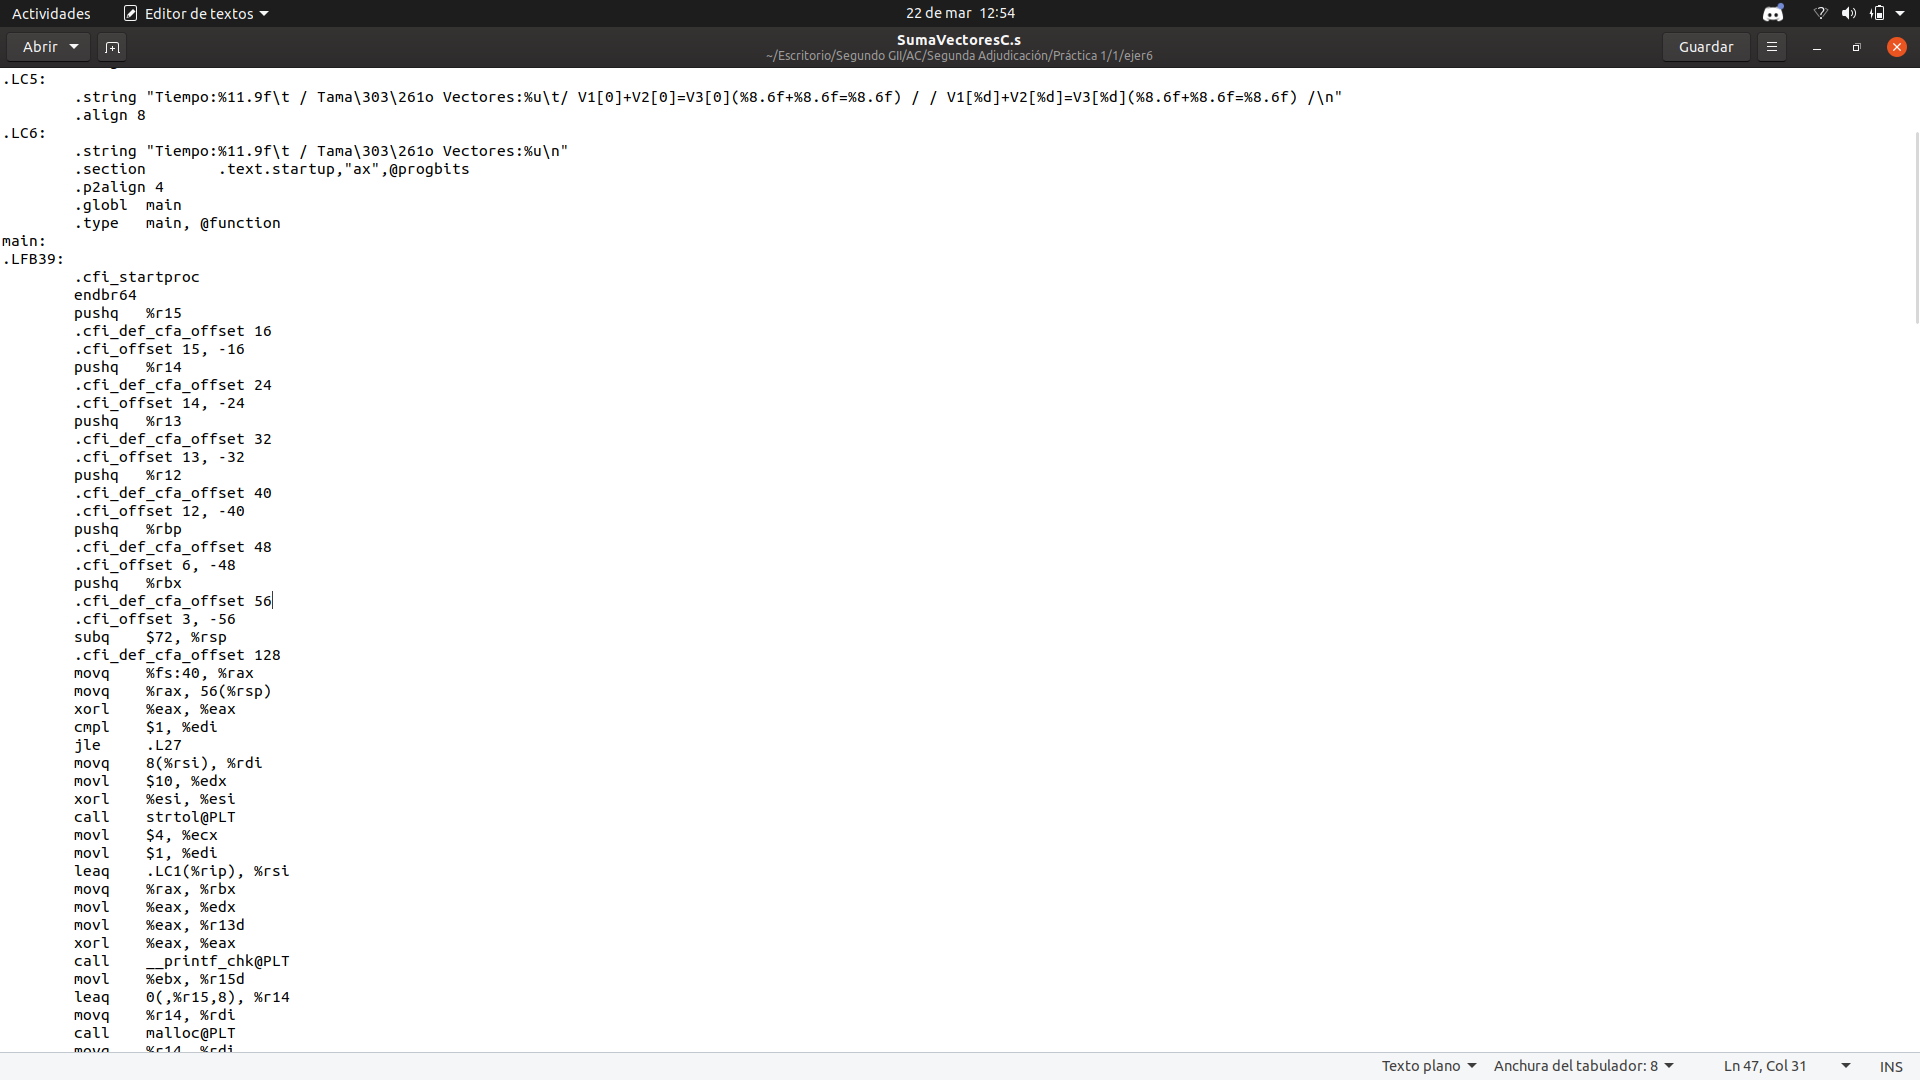 Actividades Editor de textos 22 de mar 12:54
Abrir SumaVectoresC.s Guardar
~/Escritorio/Segundo GII/AC/Segunda Adjudicación/Práctica 1/1/ejer6
.LC5:
.string "Tiempo:%11.9f\t / Tama\303\261o Vectores:%u\t/ V1[0]+V2[0]=V3[0](%8.6f+%8.6f=%8.6f) / / V1[%d]+V2[%d]=V3[%d](%8.6f+%8.6f=%8.6f) /\n"
.align 8
.LC6:
.string "Tiempo:%11.9f\t / Tama\303\261o Vectores:%u\n"
.section .text.startup,"ax",@progbits
.p2align 4
.globl main
.type main, @function
main:
.LFB39:
.cfi_startproc
endbr64
pushq %r15
.cfi_def_cfa_offset 16
.cfi_offset 15, -16
pushq %r14
.cfi_def_cfa_offset 24
.cfi_offset 14, -24
pushq %r13
.cfi_def_cfa_offset 32
.cfi_offset 13, -32
pushq %r12
.cfi_def_cfa_offset 40
.cfi_offset 12, -40
pushq %rbp
.cfi_def_cfa_offset 48
.cfi_offset 6, -48
pushq %rbx
.cfi_def_cfa_offset 56
.cfi_offset 3, -56
subq $72, %rsp
.cfi_def_cfa_offset 128
movq %fs:40, %rax
movq %rax, 56(%rsp)
xorl %eax, %eax
cmpl $1, %edi
jle .L27
movq 8(%rsi), %rdi
movl $10, %edx
xorl %esi, %esi
call strtol@PLT
movl $4, %ecx
movl $1, %edi
leaq .LC1(%rip), %rsi
movq %rax, %rbx
movl %eax, %edx
movl %eax, %r13d
xorl %eax, %eax
call __printf_chk@PLT
movl %ebx, %r15d
leaq 0(,%r15,8), %r14
movq %r14, %rdi
call malloc@PLT
movq %r14, %rdi
Texto plano Anchura del tabulador: 8 Ln 47, Col 31 INS